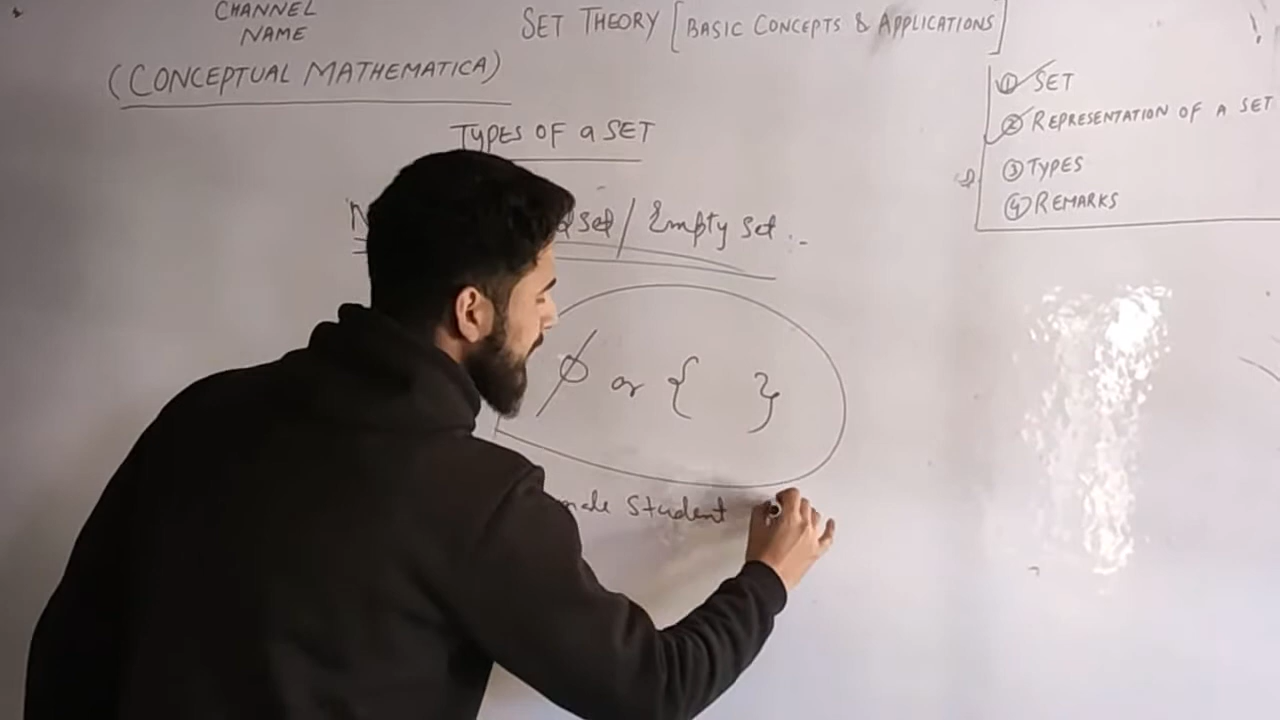 CHANNEL
NAME
(CONCEPTUAL MATHEMATICA)
SET THEORY [BASIC CONCEPTS & APPLICATIONS]
① SET
② REPRESENTATION OF A SET
③ TYPES
④ REMARKS
TYPES OF a SET
set / Empty set :-
ϕ or { }
Student